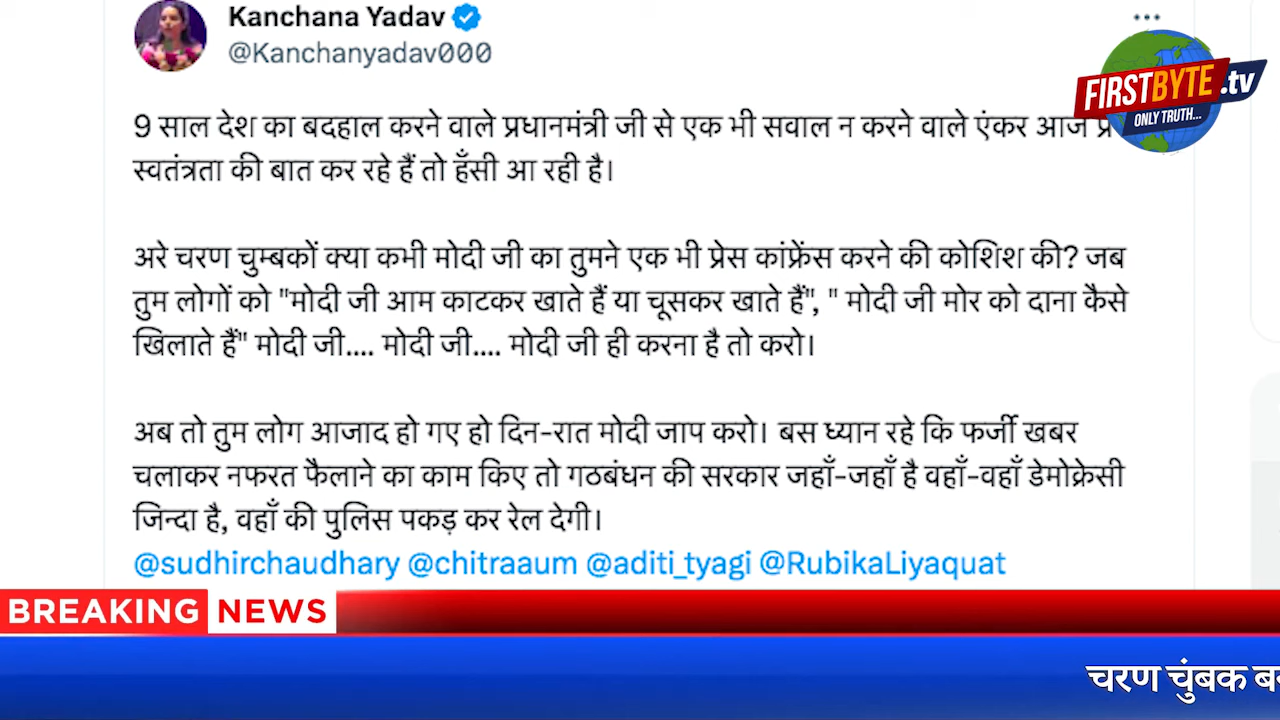 Kanchana Yadav
@Kanchanyadav000
FIRSTBYTE.tv
ONLY TRUTH...
9 साल देश का बदहाल करने वाले प्रधानमंत्री जी से एक भी सवाल न करने वाले एंकर आज
स्वतंत्रता की बात कर रहे हैं तो हँसी आ रही है।
अरे चरण चुम्बकों क्या कभी मोदी जी का तुमने एक भी प्रेस कांफ्रेंस करने की कोशिश की? जब
तुम लोगों को "मोदी जी आम काटकर खाते हैं या चूसकर खाते हैं", " मोदी जी मोर को दाना कैसे
खिलाते हैं" मोदी जी.... मोदी जी.... मोदी जी ही करना है तो करो।
अब तो तुम लोग आजाद हो गए हो दिन-रात मोदी जाप करो। बस ध्यान रहे कि फर्जी खबर
चलाकर नफरत फैलाने का काम किए तो गठबंधन की सरकार जहाँ-जहाँ है वहाँ-वहाँ डेमोक्रेसी
जिन्दा है, वहाँ की पुलिस पकड़ कर रेल देगी।
@sudhirchaudhary @chitraaum @aditi_tyagi @RubikaLiyaquat
BREAKING NEWS
चरण चुंबक